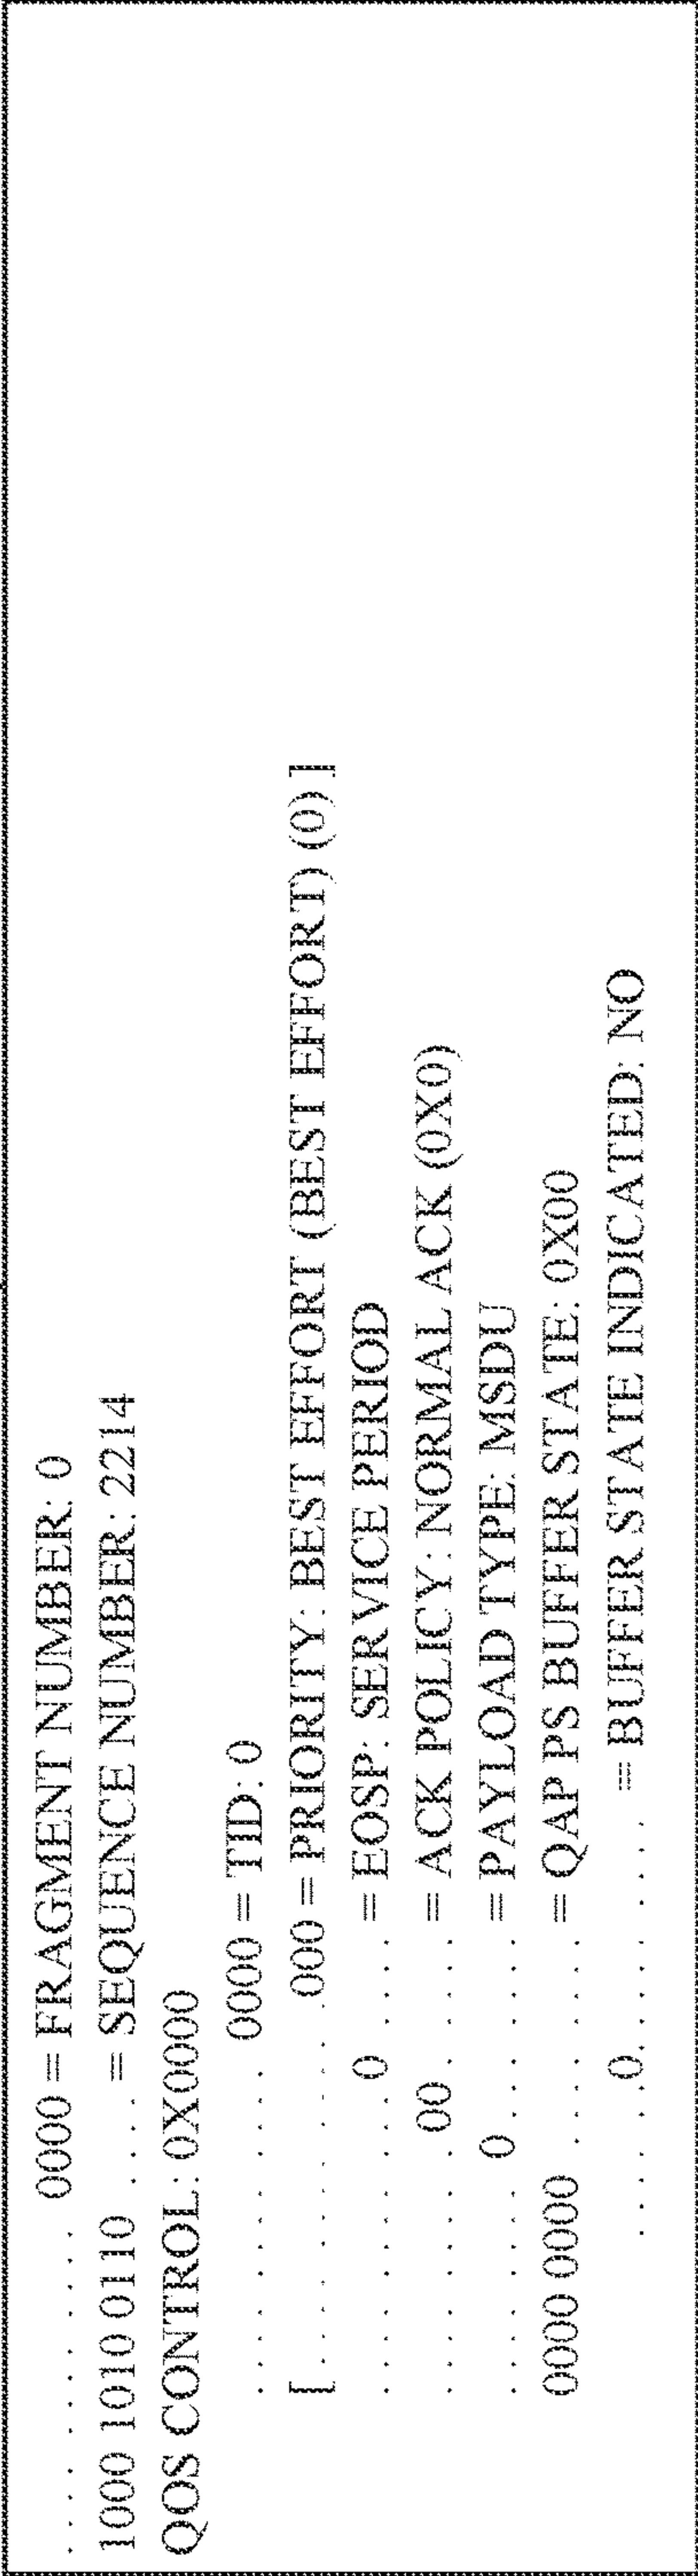 .... .... .... 0000 = FRAGMENT NUMBER: 0
1000 1010 0110 .... = SEQUENCE NUMBER: 2214
QOS CONTROL: 0X0000
.... .... .... 0000 = TID: 0
[.... .... .... .000 = PRIORITY: BEST EFFORT (BEST EFFORT) (0) ]
.... .... ...0 .... = EOSP: SERVICE PERIOD
.... .... .00. .... = ACK POLICY: NORMAL ACK (0X0)
.... .... 0... .... = PAYLOAD TYPE: MSDU
0000 0000 .... .... = QAP PS BUFFER STATE: 0X00
.... ..0. .... .... = BUFFER STATE INDICATED: NO